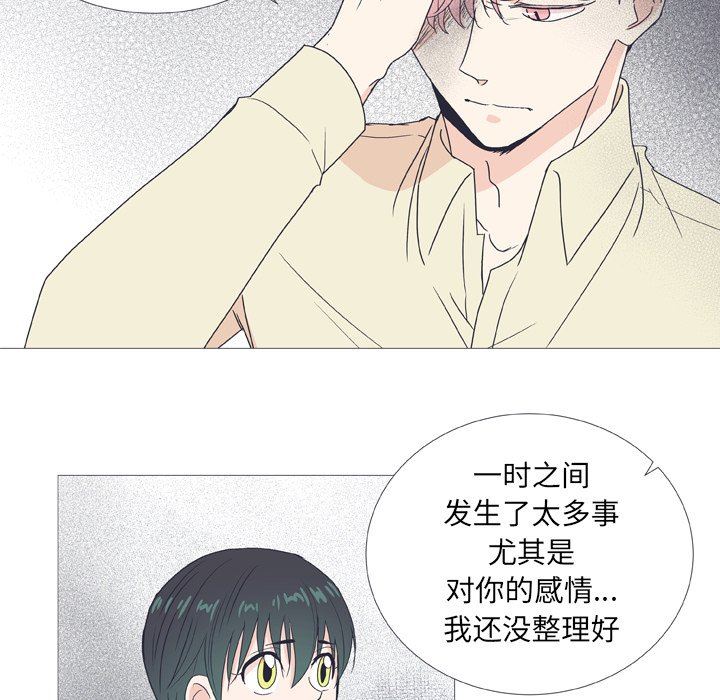 一时之间
发生了太多事
尤其是
对你的感情...
我还没整理好